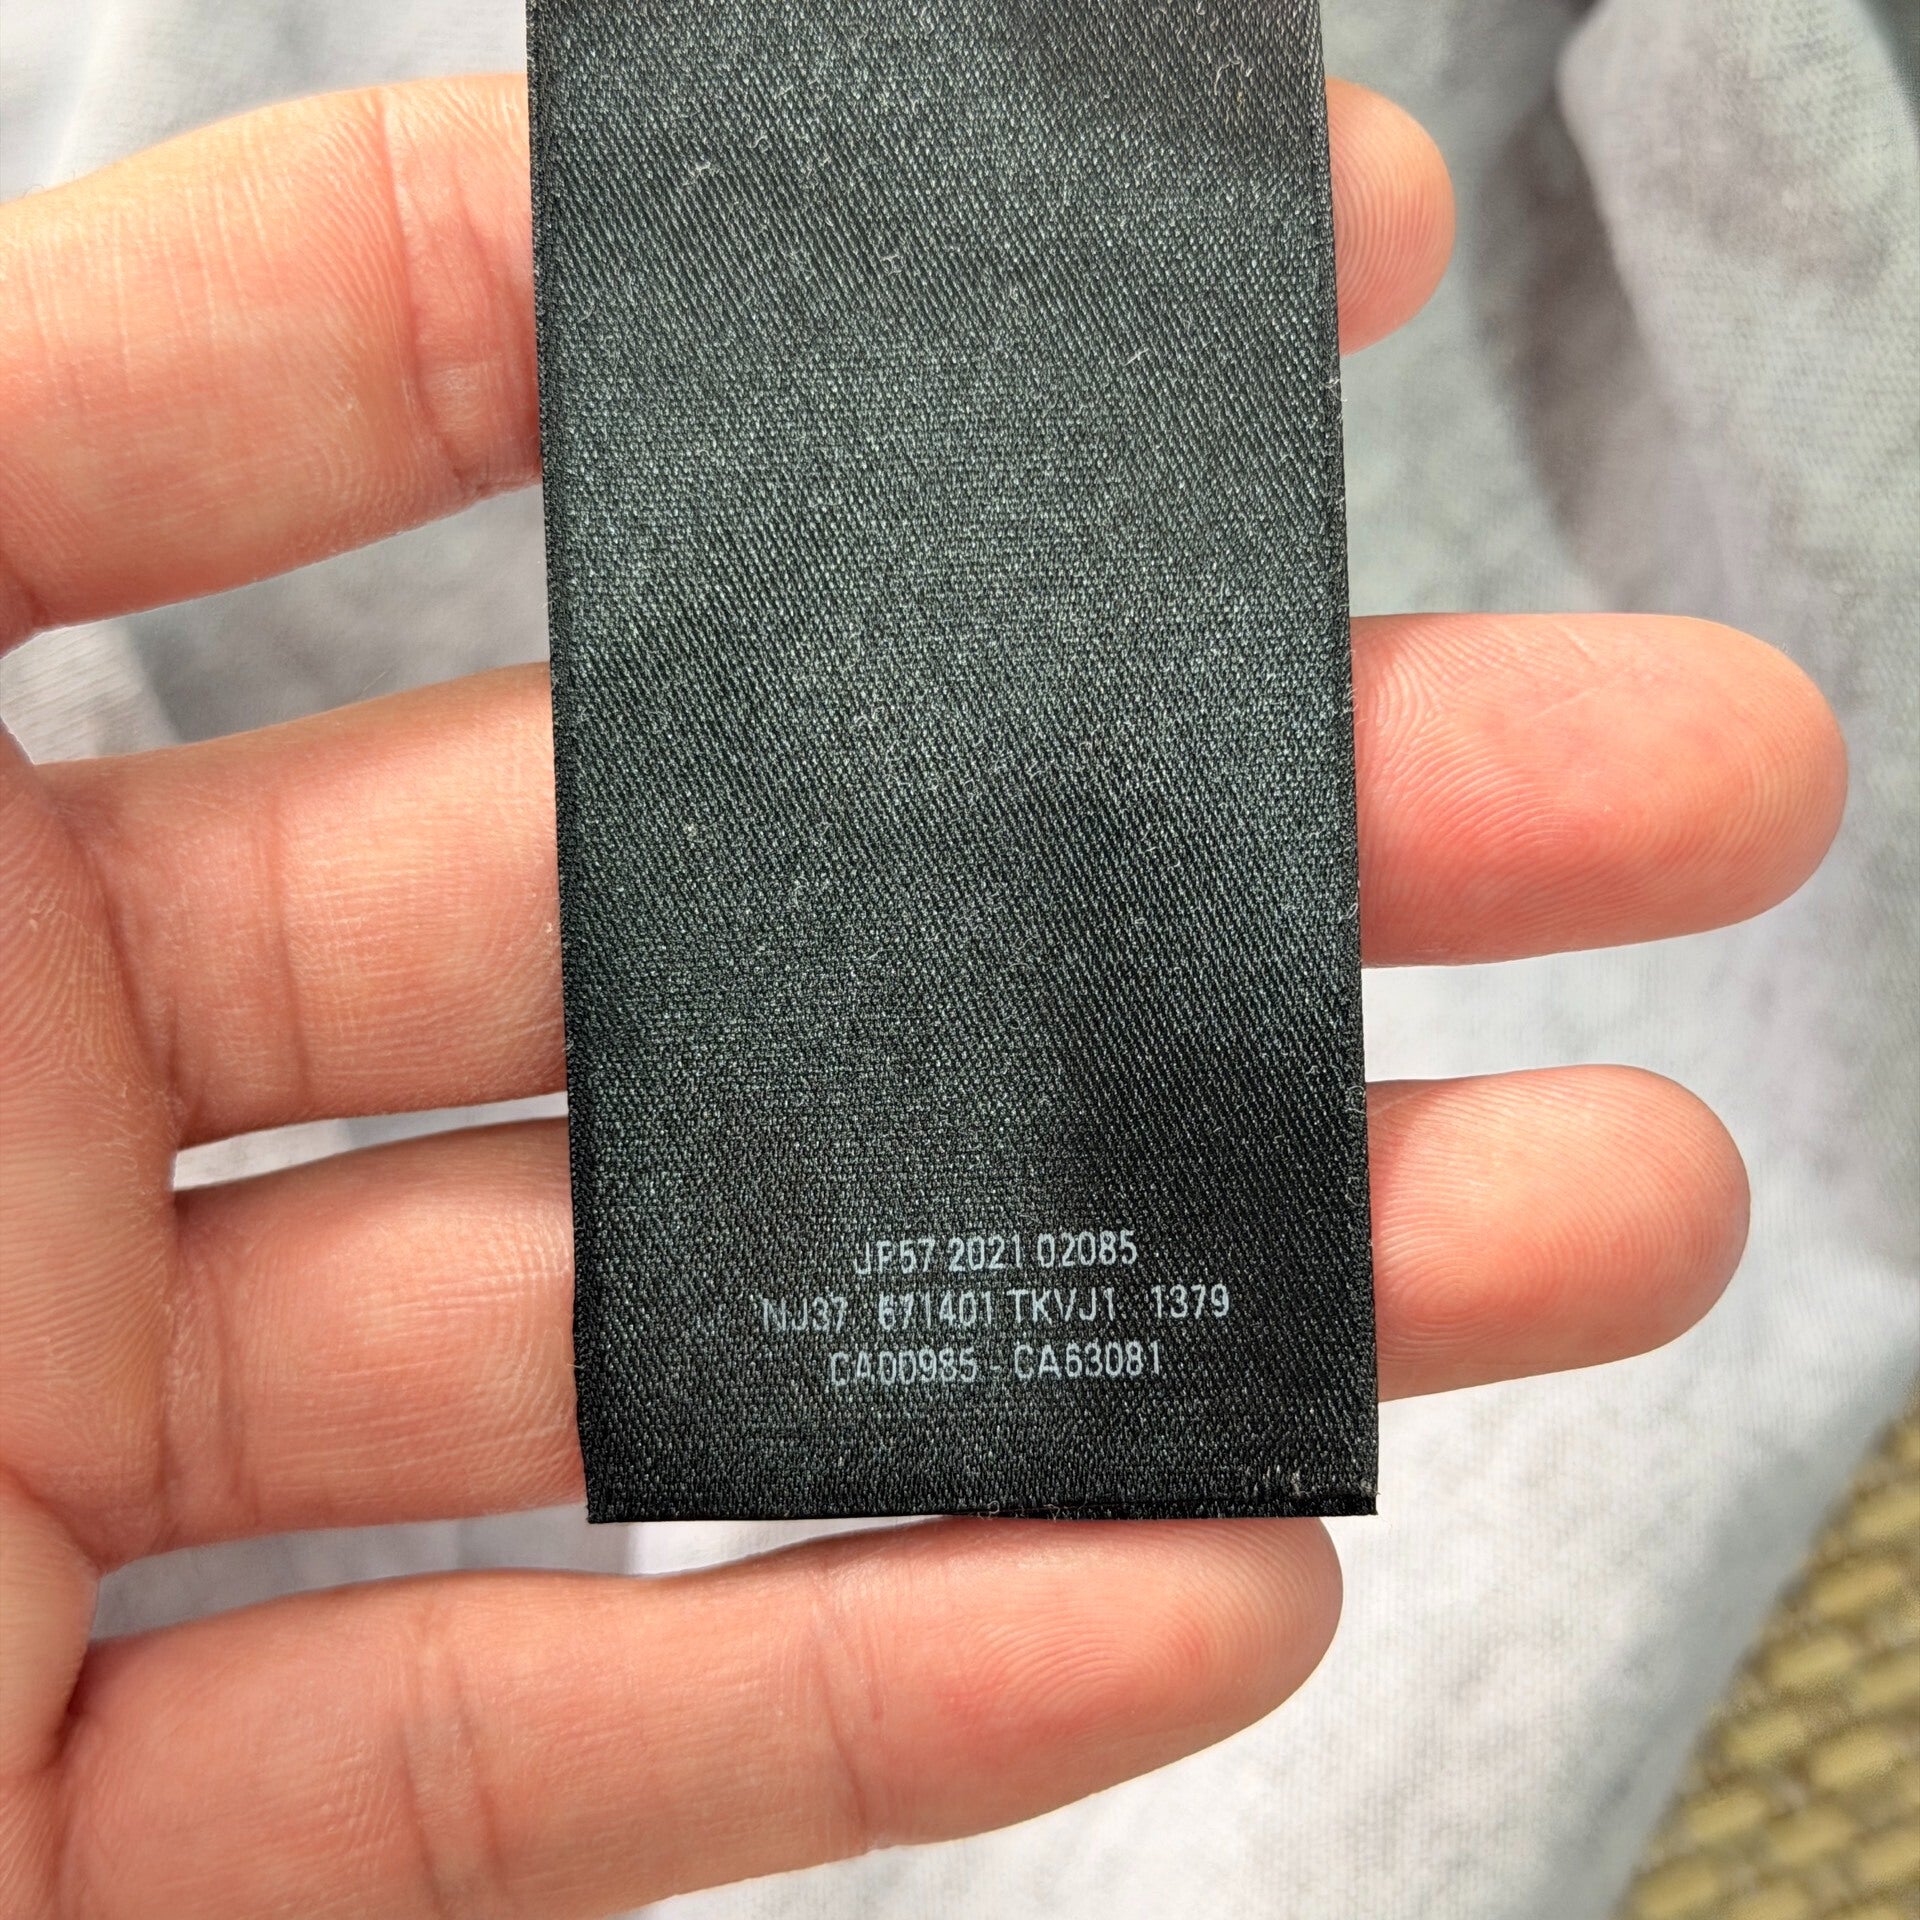 JP57 2021 02085
NJ37 671401 TKVJ1 1379
CA00985 - CA63081